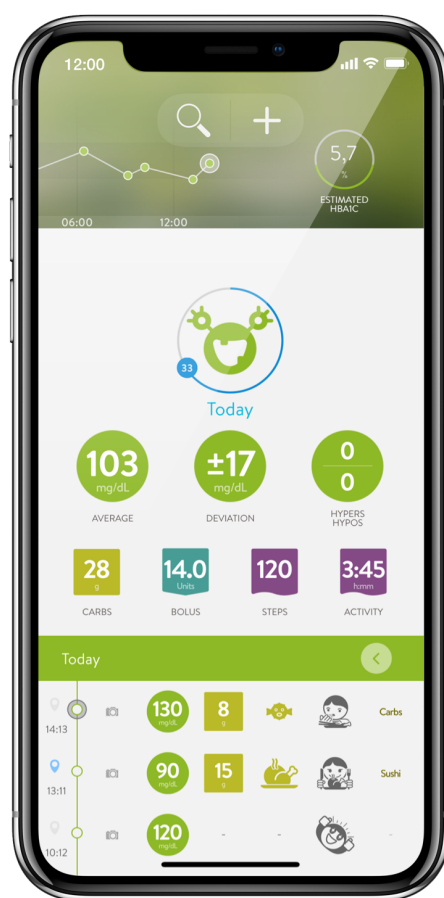 12:00
5,7
%
ESTIMATED
HBA1C
06:00 12:00
33
Today
103 ±17 0
mg/dL mg/dL 0
AVERAGE DEVIATION HYPERS
HYPOS
28 14.0 120 3:45
g Units h:mm
CARBS BOLUS STEPS ACTIVITY
Today
130 8 Carbs
mg/dL g
14:13
90 15 Sushi
mg/dL g
13:11
120 - - -
mg/dL
10:12